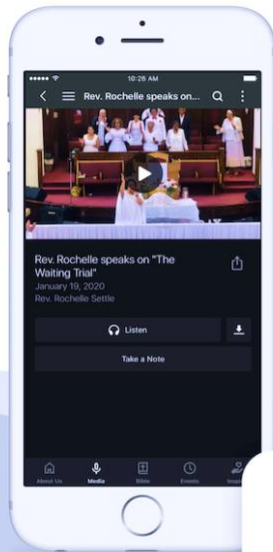 10:26 AM
Rev. Rochelle speaks on...
Rev. Rochelle speaks on "The
Waiting Trial"
January 19, 2020
Rev. Rochelle Settle
Listen
Take a Note
About Us Media Bible Events